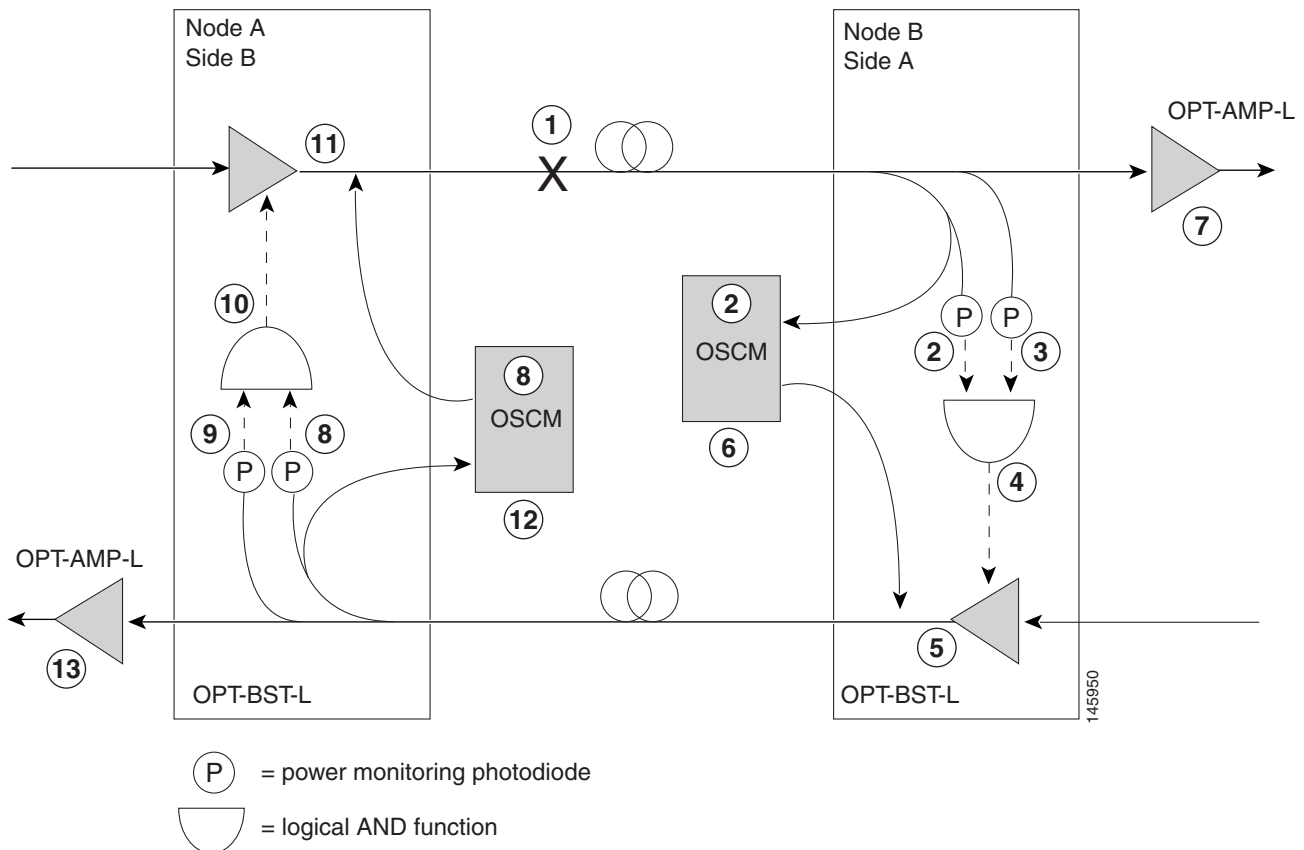 Node A
Side B
Node B
Side A
OPT-AMP-L
1
11
X
7
10
2
OSCM
P
P
2
3
8
OSCM
9
8
P
P
6
4
12
OPT-AMP-L
13
5
OPT-BST-L
OPT-BST-L
145950
P = power monitoring photodiode
= logical AND function